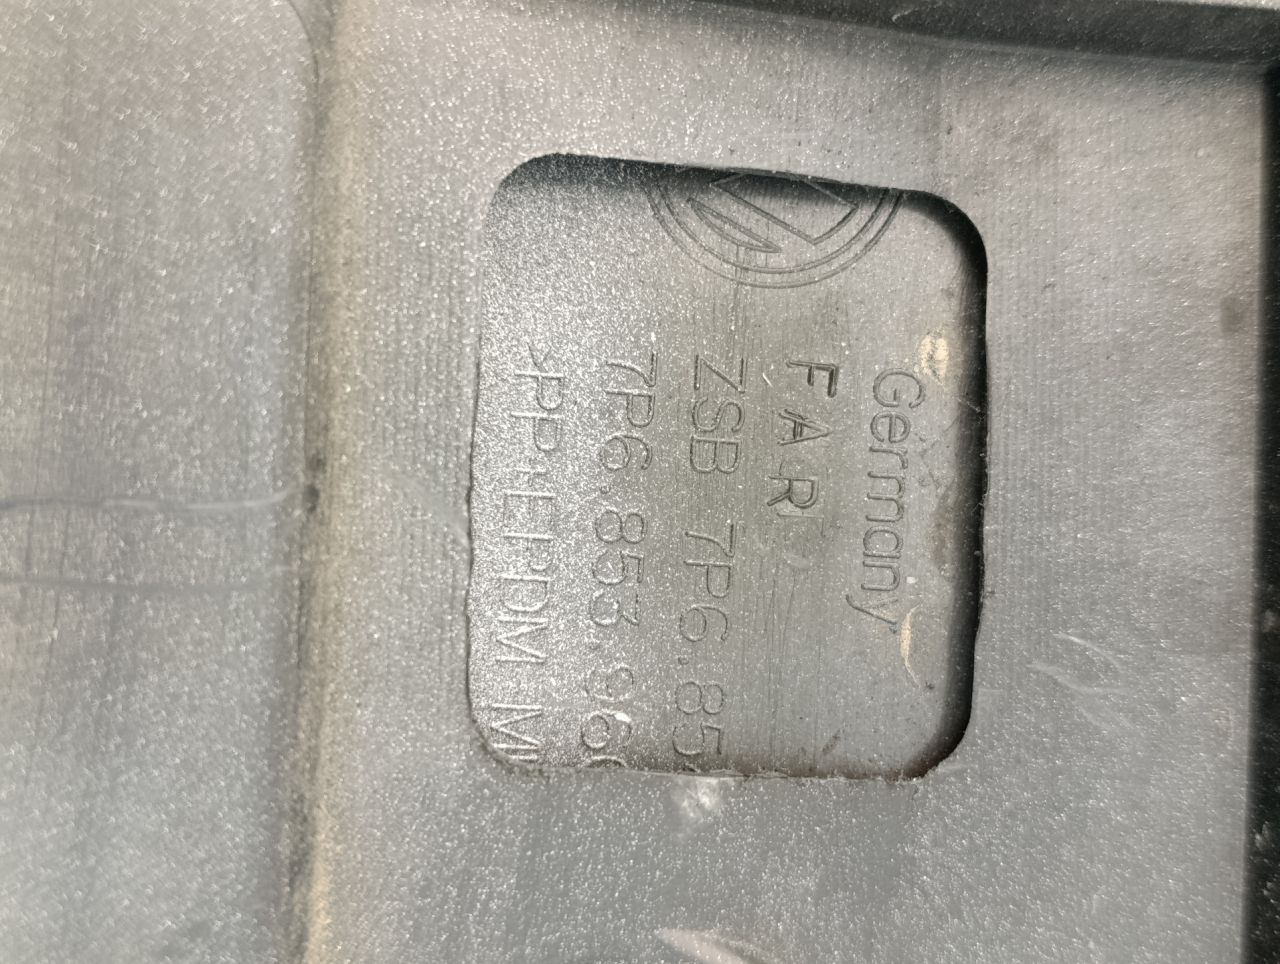 Germany
FAR
ZSB 7P6.85
7P6.853.96
>PP+EPDM-M